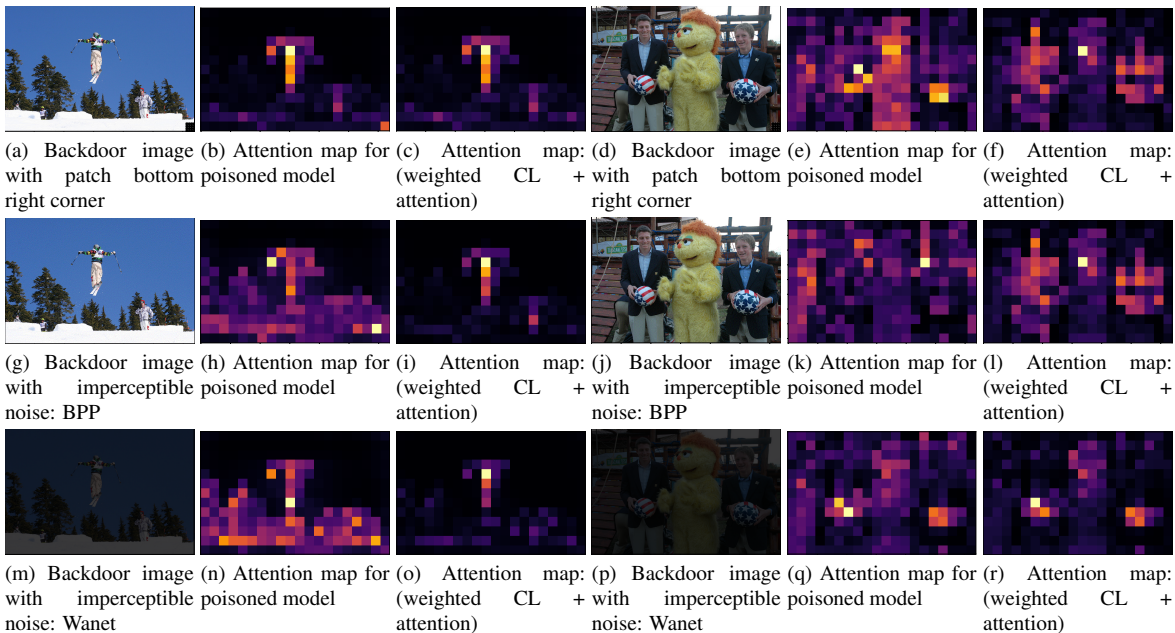 (a) Backdoor image
with patch bottom
right corner
(b) Attention map for
poisoned model
(c) Attention map:
(weighted CL +
attention)
(d) Backdoor image
with patch bottom
right corner
(e) Attention map for
poisoned model
(f) Attention map:
(weighted CL +
attention)
(g) Backdoor image
with imperceptible
noise: BPP
(h) Attention map for
poisoned model
(i) Attention map:
(weighted CL +
attention)
(j) Backdoor image
with imperceptible
noise: BPP
(k) Attention map for
poisoned model
(l) Attention map:
(weighted CL +
attention)
(m) Backdoor image
with imperceptible
noise: Wanet
(n) Attention map for
poisoned model
(o) Attention map:
(weighted CL +
attention)
(p) Backdoor image
with imperceptible
noise: Wanet
(q) Attention map for
poisoned model
(r) Attention map:
(weighted CL +
attention)